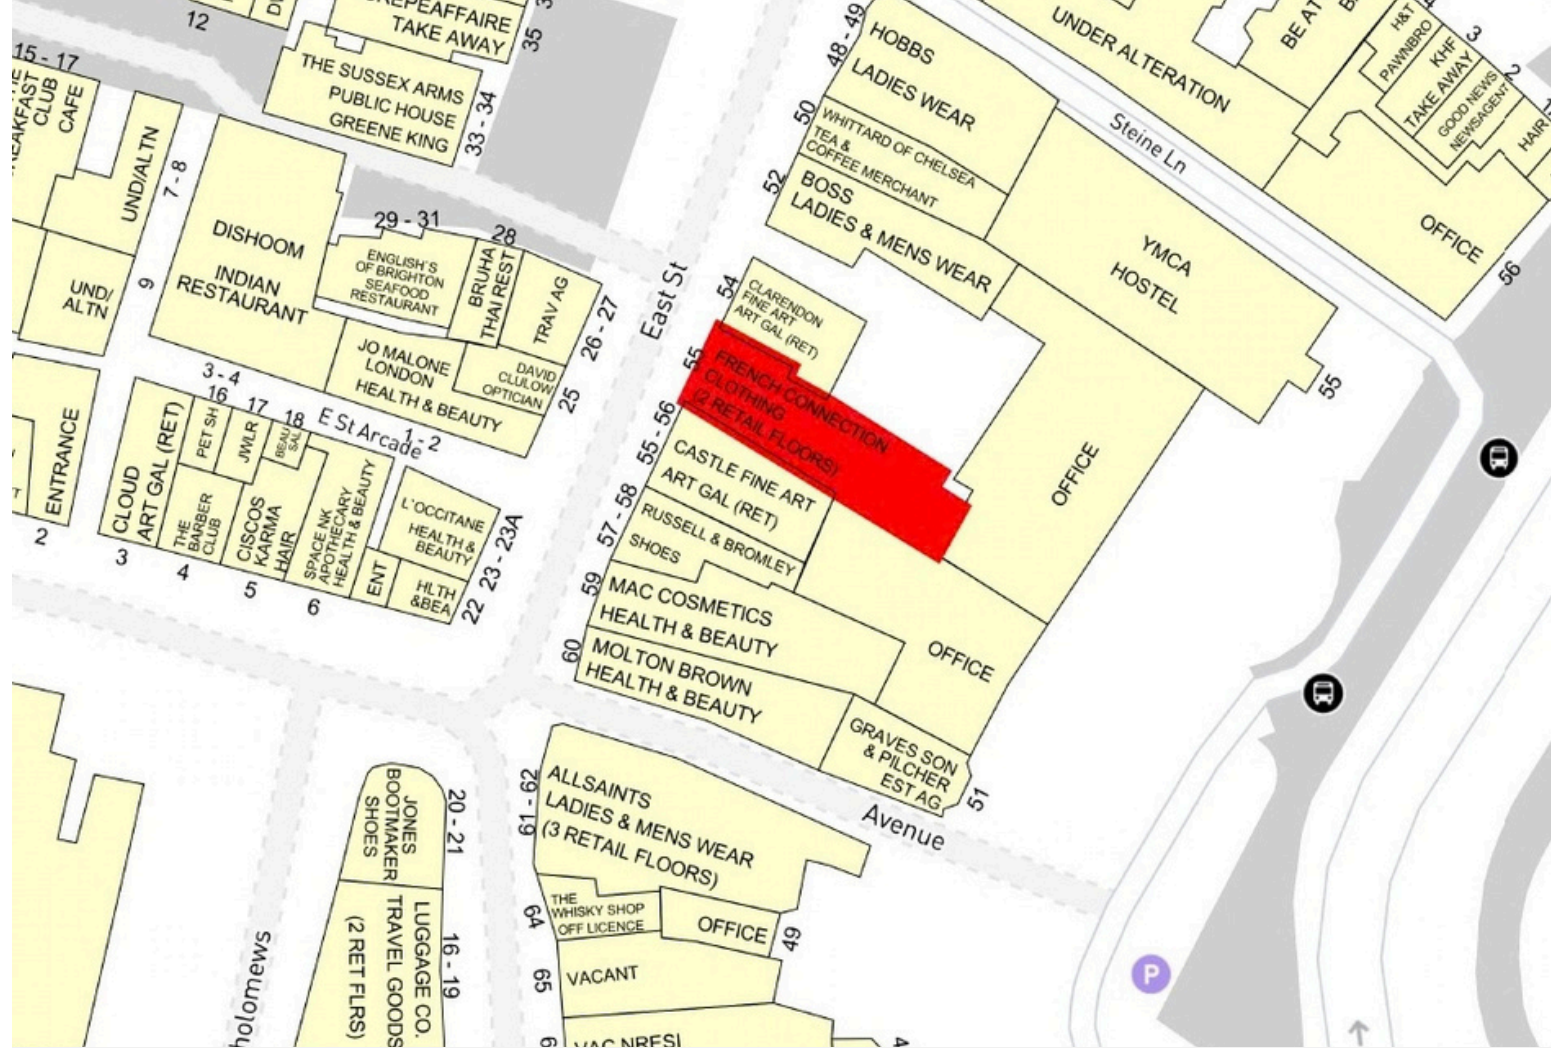 12
REPEAFFAIRE
TAKE AWAY
35
THE SUSSEX ARMS
PUBLIC HOUSE
GREENE KING
33 - 34
15 - 17
CLUB
CAFE
UND/ALTN
7 - 8
UND/
ALTN
9
DISHOOM
INDIAN
RESTAURANT
29 - 31
ENGLISH'S
OF BRIGHTON
SEAFOOD
RESTAURANT
28
BRUHA
THAI REST
TRAV AG
26 - 27
JO MALONE
LONDON
HEALTH & BEAUTY
DAVID
CLULOW
OPTICIAN
25
3 - 4
E St Arcade
1 - 2
16
17
18
ENTRANCE
2
CLOUD
ART GAL (RET)
3
PET SH
JWLR
BEAU
SAL
THE
BARBER
CLUB
4
CISCOS
KARMA
HAIR
5
SPACE NK
APOTHECARY
HEALTH & BEAUTY
6
ENT
L'OCCITANE
HEALTH &
BEAUTY
HLTH
&BEA
23 - 23A
22
East St
48 - 49
HOBBS
LADIES WEAR
50
WHITTARD OF CHELSEA
TEA &
COFFEE MERCHANT
52
BOSS
LADIES & MENS WEAR
54
CLARENDON
FINE ART
ART GAL (RET)
55
FRENCH CONNECTION
CLOTHING
(2 RETAIL FLOORS)
55 - 56
CASTLE FINE ART
ART GAL (RET)
57 - 58
RUSSELL & BROMLEY
SHOES
59
MAC COSMETICS
HEALTH & BEAUTY
60
MOLTON BROWN
HEALTH & BEAUTY
OFFICE
OFFICE
GRAVES SON
& PILCHER
EST AG
51
Avenue
UNDER ALTERATION
BE AT
H&T
PAWNBRO
KHF
TAKE AWAY
GOOD NEWS
NEWSAGENT
HAIR
3
2
Steine Ln
YMCA
HOSTEL
55
OFFICE
56
61 - 62
ALLSAINTS
LADIES & MENS WEAR
(3 RETAIL FLOORS)
64
THE
WHISKY SHOP
OFF LICENCE
OFFICE
49
65
VACANT
VAC NRESI
JONES
BOOTMAKER
SHOES
20 - 21
LUGGAGE CO.
TRAVEL GOODS
(2 RET FLRS)
16 - 19
holomews
P